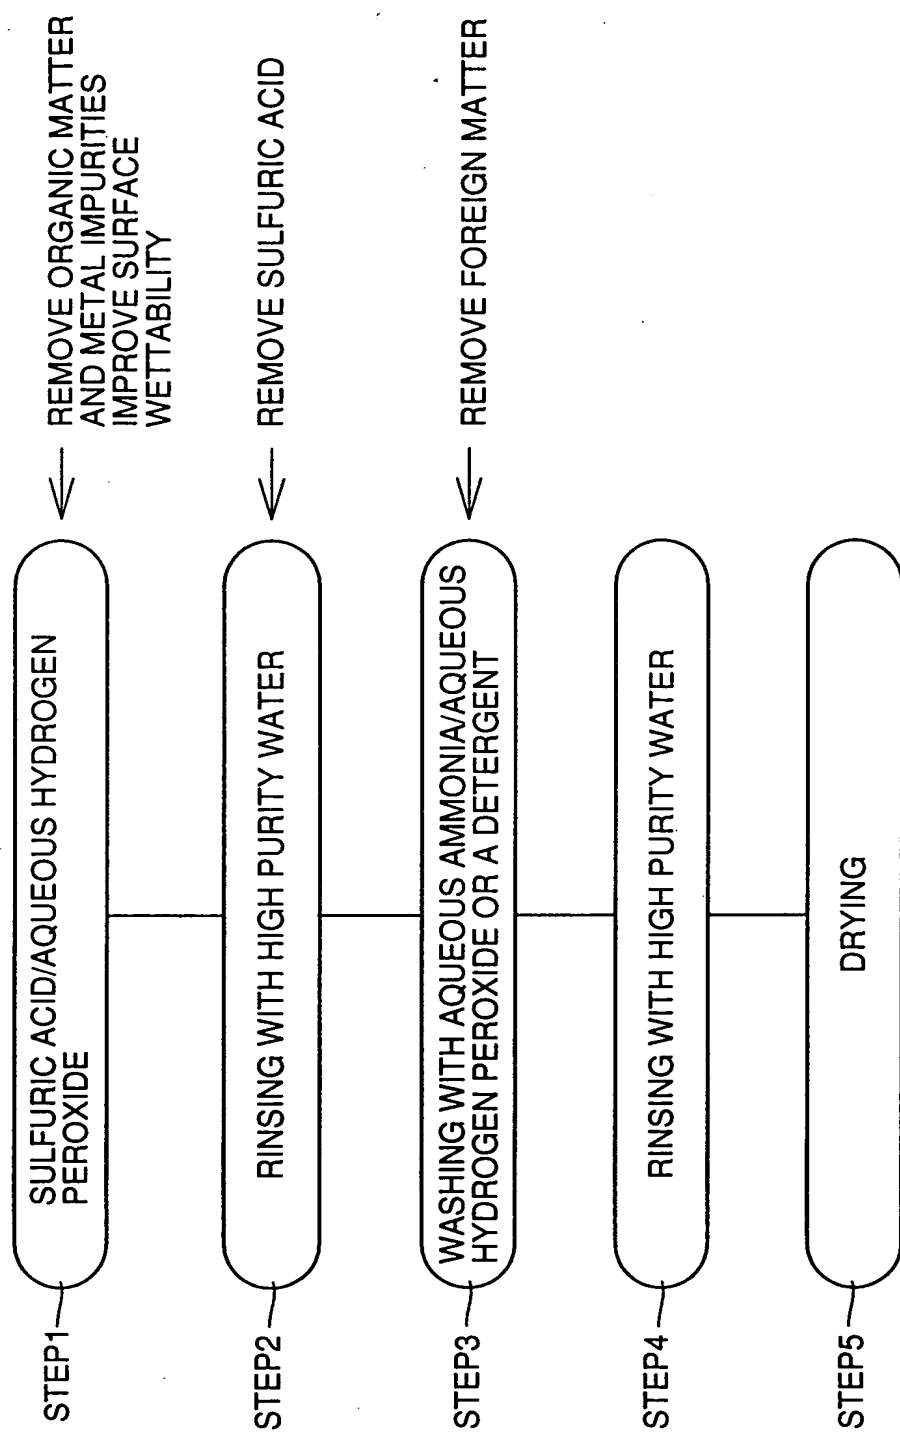 STEP1
SULFURIC ACID/AQUEOUS HYDROGEN
PEROXIDE
REMOVE ORGANIC MATTER
AND METAL IMPURITIES
IMPROVE SURFACE
WETTABILITY
STEP2
RINSING WITH HIGH PURITY WATER
REMOVE SULFURIC ACID
STEP3
WASHING WITH AQUEOUS AMMONIA/AQUEOUS
HYDROGEN PEROXIDE OR A DETERGENT
REMOVE FOREIGN MATTER
STEP4
RINSING WITH HIGH PURITY WATER
STEP5
DRYING